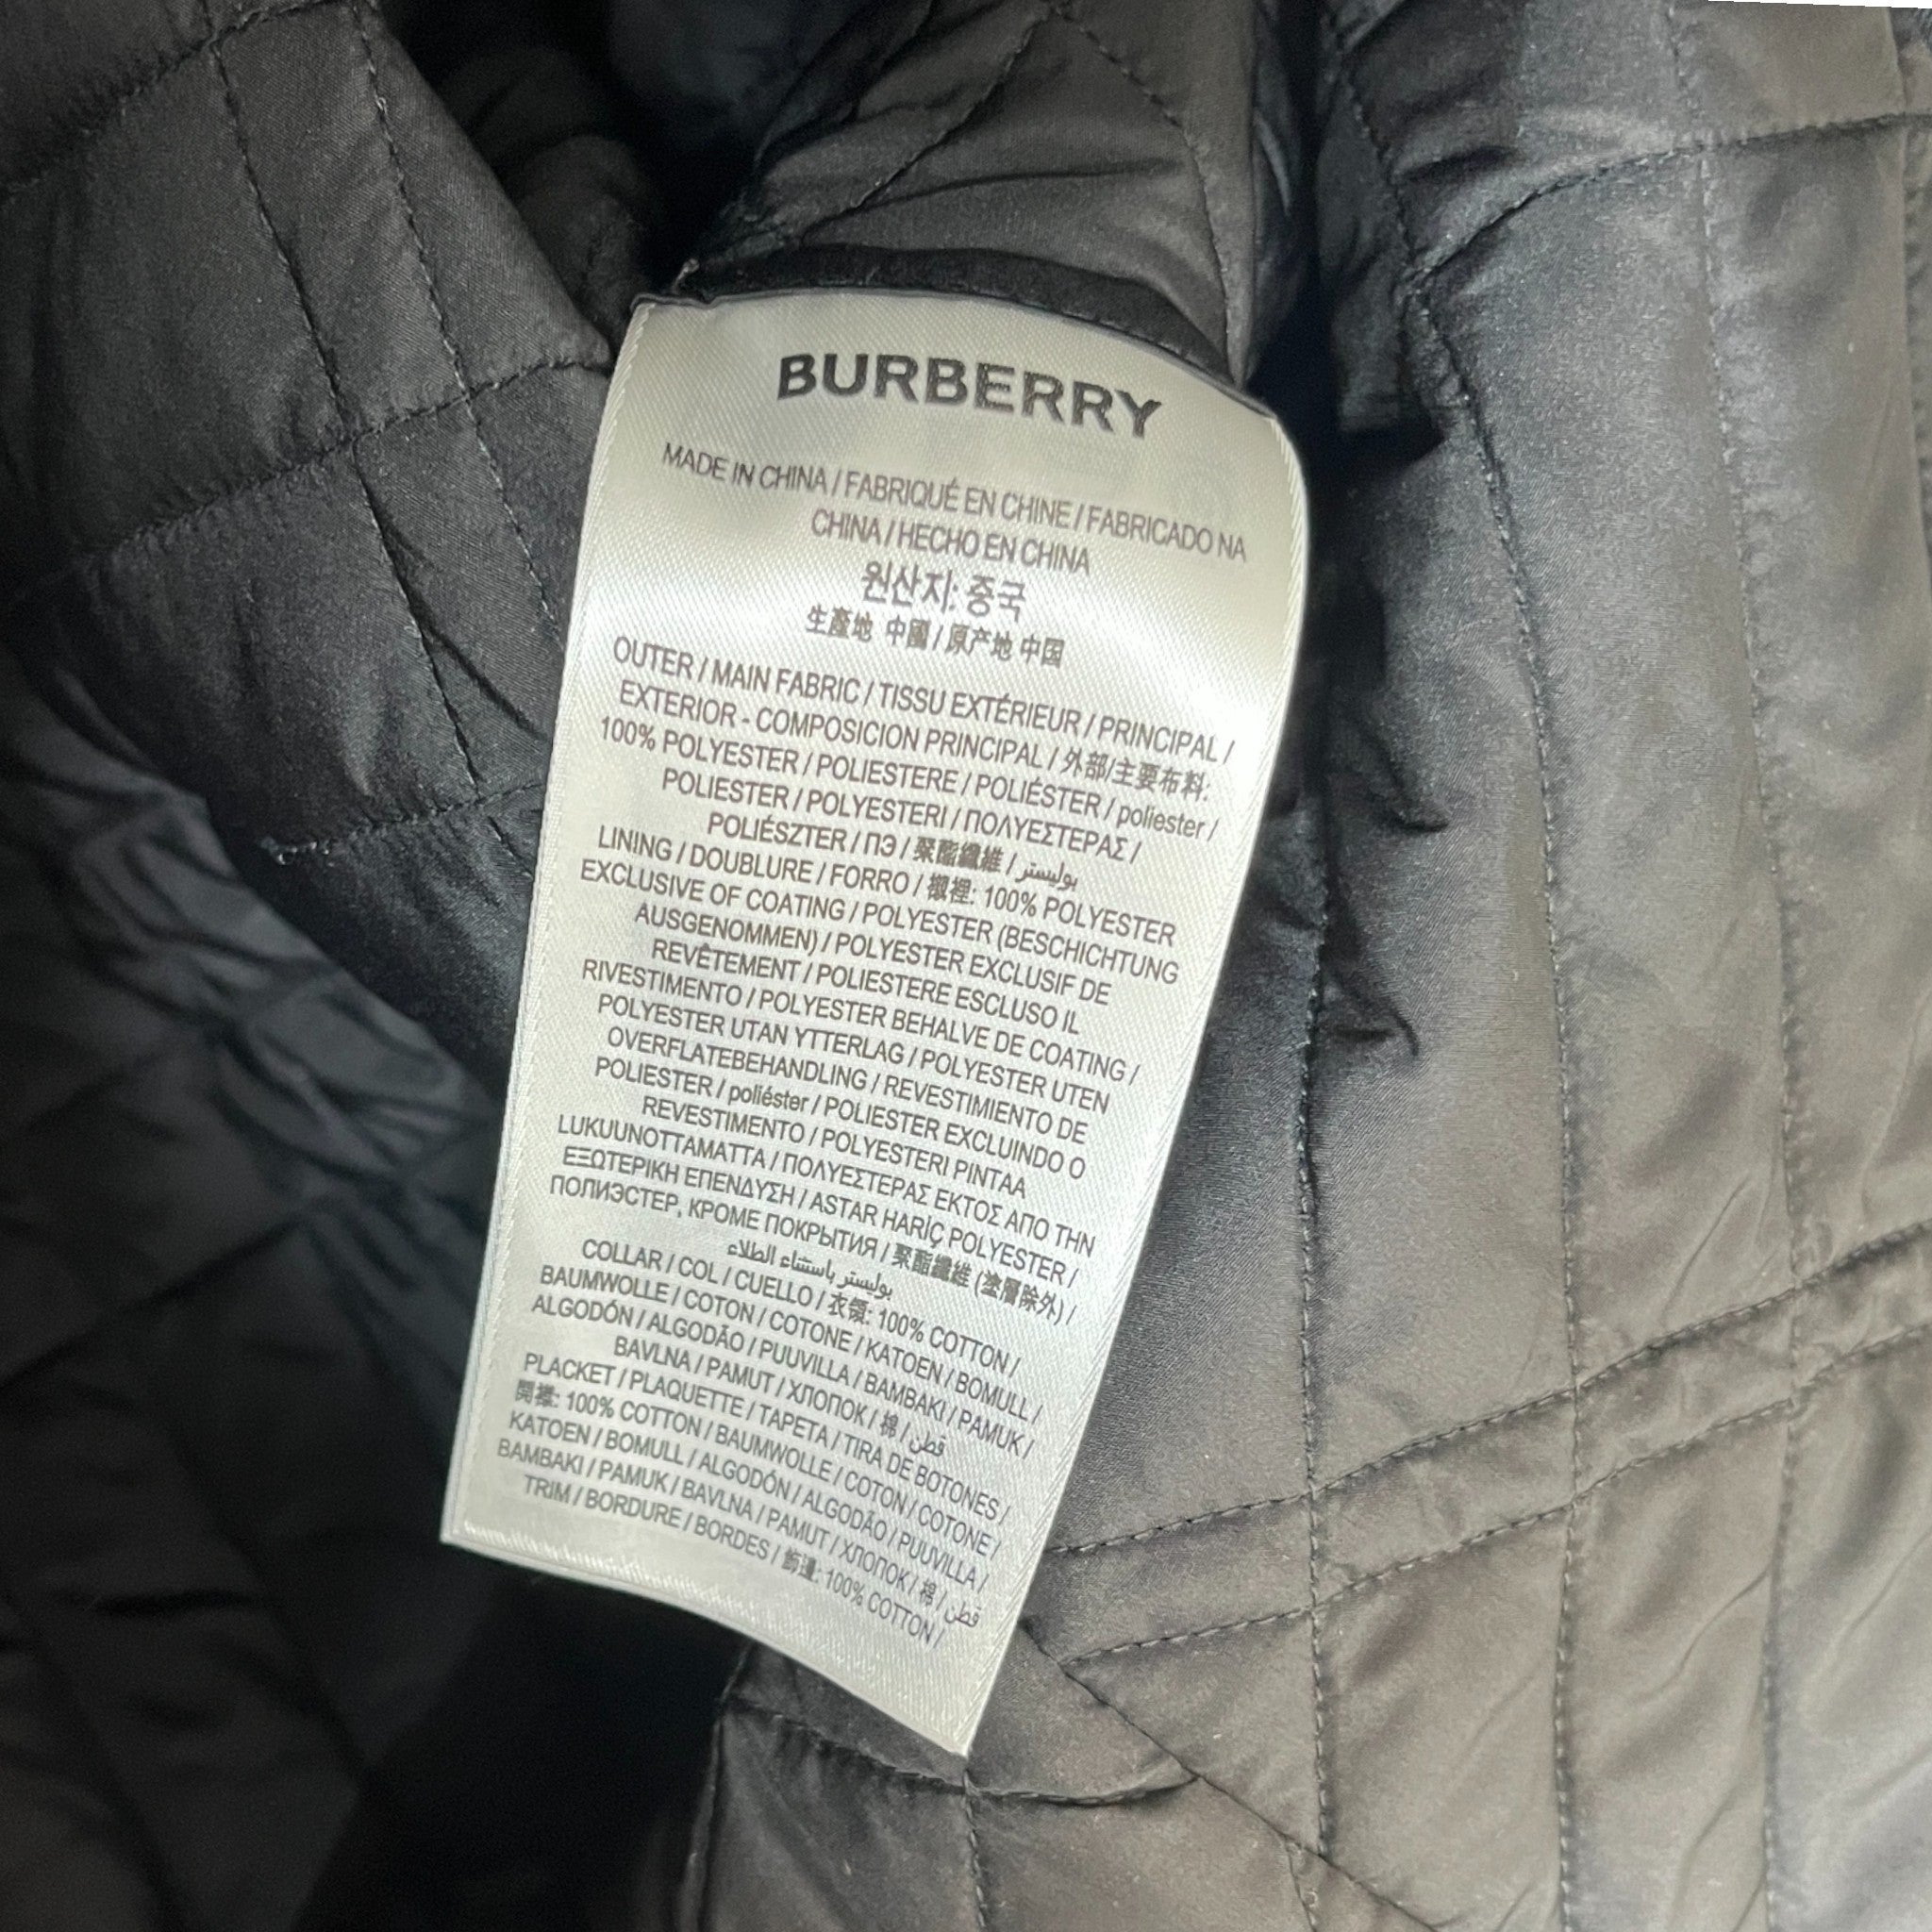 BURBERRY
MADE IN CHINA / FABRIQUÉ EN CHINE / FABRICADO NA
CHINA / HECHO EN CHINA
원산지: 중국
生產地 中國 / 原产地 中国
OUTER / MAIN FABRIC / TISSU EXTÉRIEUR / PRINCIPAL /
EXTERIOR - COMPOSICION PRINCIPAL / 外部/主要布料:
100% POLYESTER / POLIESTERE / POLIÉSTER / poliester /
POLIESTER / POLYESTERI / ΠΟΛΥΕΣΤΕΡΑΣ /
POLIÉSZTER / ПЭ / 聚酯纖維 / بوليستر
LINING / DOUBLURE / FORRO / 襯裡: 100% POLYESTER
EXCLUSIVE OF COATING / POLYESTER (BESCHICHTUNG
AUSGENOMMEN) / POLYESTER EXCLUSIF DE
REVÊTEMENT / POLIESTERE ESCLUSO IL
RIVESTIMENTO / POLYESTER BEHALVE DE COATING /
POLYESTER UTAN YTTERLAG / POLYESTER UTEN
OVERFLATEBEHANDLING / REVESTIMIENTO DE
POLIESTER / poliéster / POLIESTER EXCLUINDO O
REVESTIMENTO / POLYESTERI PINTAA
LUKUUNOTTAMATTA / ΠΟΛΥΕΣΤΕΡΑΣ ΕΚΤΟΣ ΑΠΟ ΤΗΝ
ΕΞΩΤΕΡΙΚΗ ΕΠΕΝΔΥΣΗ / ASTAR HARİÇ POLYESTER /
ПОЛИЭСТЕР, КРОМЕ ПОКРЫТИЯ / 聚酯纖維 (塗層除外) /
بوليستر باستثناء الطلاء
COLLAR / COL / CUELLO / 衣領: 100% COTTON /
BAUMWOLLE / COTON / COTONE / KATOEN / BOMULL /
ALGODÓN / ALGODÃO / PUUVILLA / BAMBAKI / PAMUK /
BAVLNA / PAMUT / ХЛОПОК / 棉 / قطن
PLACKET / PLAQUETTE / TAPETA / TIRA DE BOTONES /
開襟: 100% COTTON / BAUMWOLLE / COTON / COTONE /
KATOEN / BOMULL / ALGODÓN / ALGODÃO / PUUVILLA /
BAMBAKI / PAMUK / BAVLNA / PAMUT / ХЛОПОК / 棉 / قطن
TRIM / BORDURE / BORDES / 飾邊: 100% COTTON /